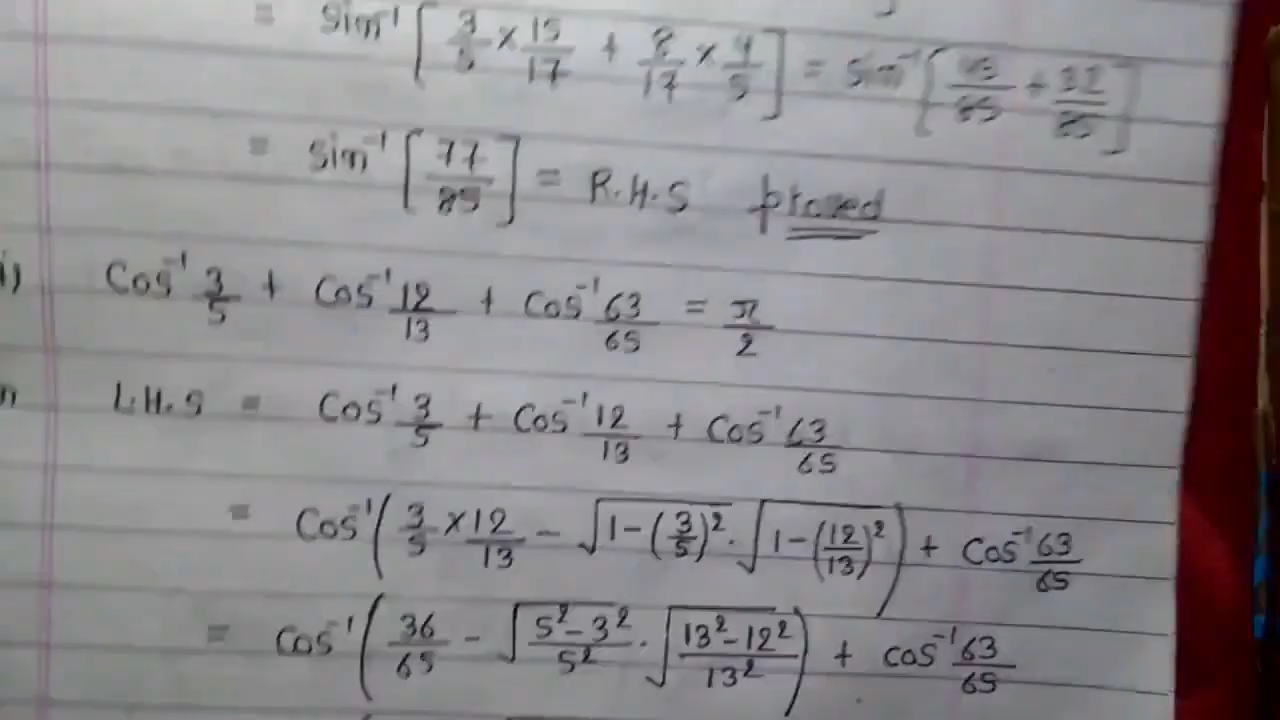 = Sin⁻¹ [ 3/5 × 15/17 + 8/17 × 4/5 ] = Sin⁻¹ [ 45/85 + 32/85 ]
= Sin⁻¹ [ 77/85 ] = R.H.S proved
i) Cos⁻¹ 3/5 + Cos⁻¹ 12/13 + Cos⁻¹ 63/65 = π/2
L.H.S = Cos⁻¹ 3/5 + Cos⁻¹ 12/13 + Cos⁻¹ 63/65
= Cos⁻¹ ( 3/5 × 12/13 − √(1−(3/5)²) · √(1−(12/13)²) ) + Cos⁻¹ 63/65
= Cos⁻¹ ( 36/65 − √((5²−3²)/5²) · √((13²−12²)/13²) ) + Cos⁻¹ 63/65